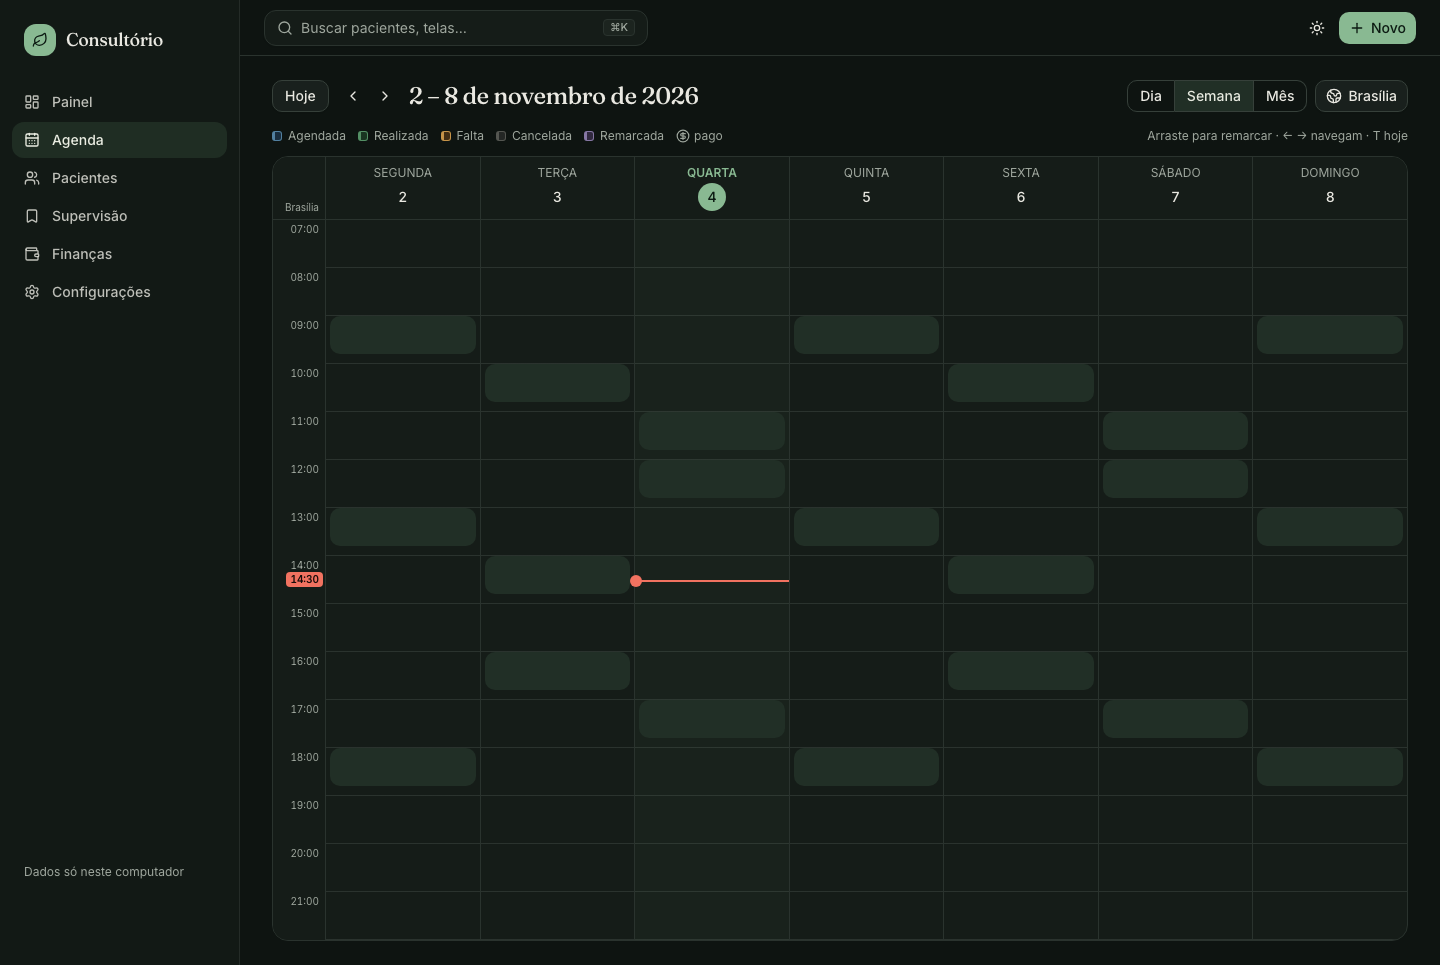 Consultório
Buscar pacientes, telas...
⌘K
Novo
Painel
Agenda
Pacientes
Supervisão
Finanças
Configurações
Dados só neste computador
Hoje
2 – 8 de novembro de 2026
Dia
Semana
Mês
Brasília
Agendada
Realizada
Falta
Cancelada
Remarcada
pago
Arraste para remarcar · ← → navegam · T hoje
Brasília
SEGUNDA
2
TERÇA
3
QUARTA
4
QUINTA
5
SEXTA
6
SÁBADO
7
DOMINGO
8
07:00
08:00
09:00
10:00
11:00
12:00
13:00
14:00
14:30
15:00
16:00
17:00
18:00
19:00
20:00
21:00